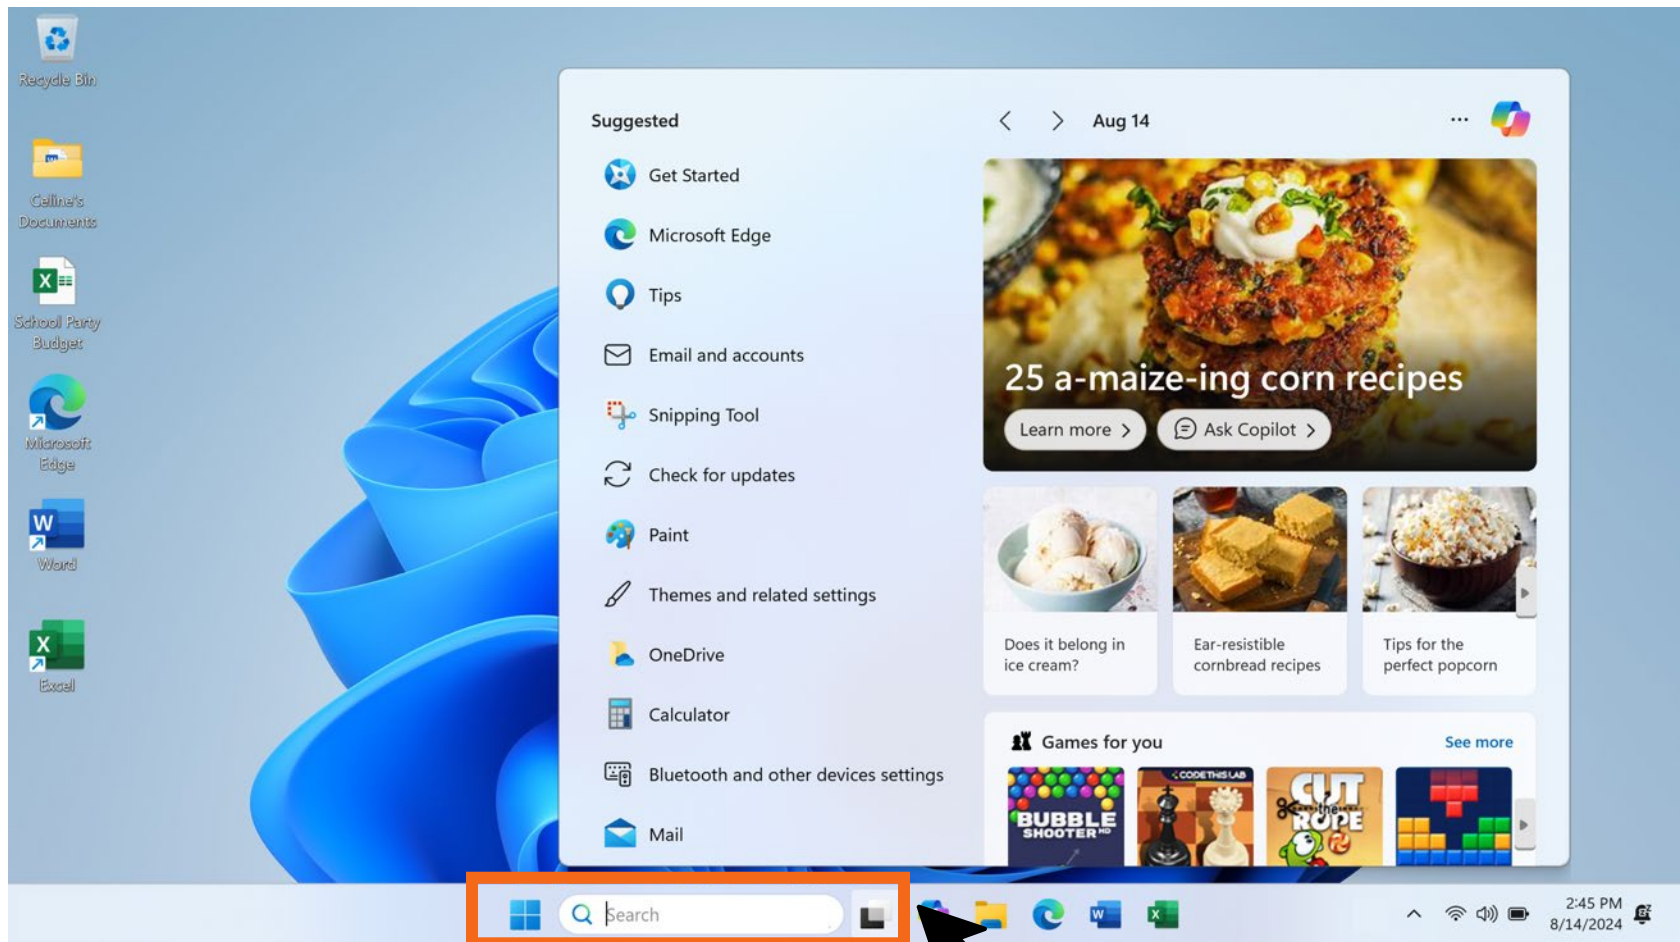 Recycle Bin
Celline's
Documents
School Party
Budget
Microsoft
Edge
Word
Excel
Suggested
Get Started
Microsoft Edge
Tips
Email and accounts
Snipping Tool
Check for updates
Paint
Themes and related settings
OneDrive
Calculator
Bluetooth and other devices settings
Mail
Aug 14
25 a-maize-ing corn recipes
Learn more
Ask Copilot
Does it belong in
ice cream?
Ear-resistible
cornbread recipes
Tips for the
perfect popcorn
Games for you
See more
BUBBLE
SHOOTER HD
CODETHISLAB
CUT
the
ROPE
Search
2:45 PM
8/14/2024